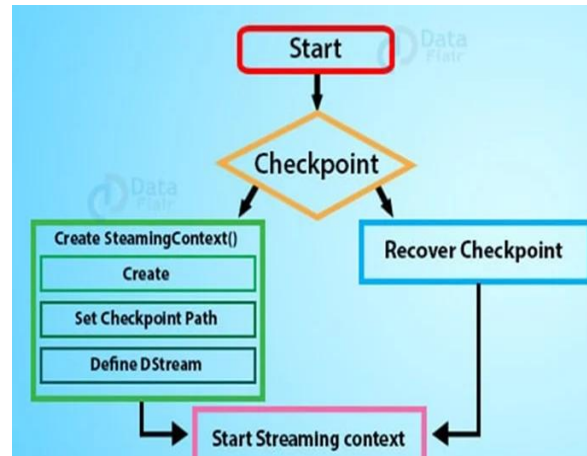 Start
Data
Flair
Checkpoint
Data
Flair
Create SteamingContext()
Create
Set Checkpoint Path
Define DStream
Recover Checkpoint
Start Streaming context